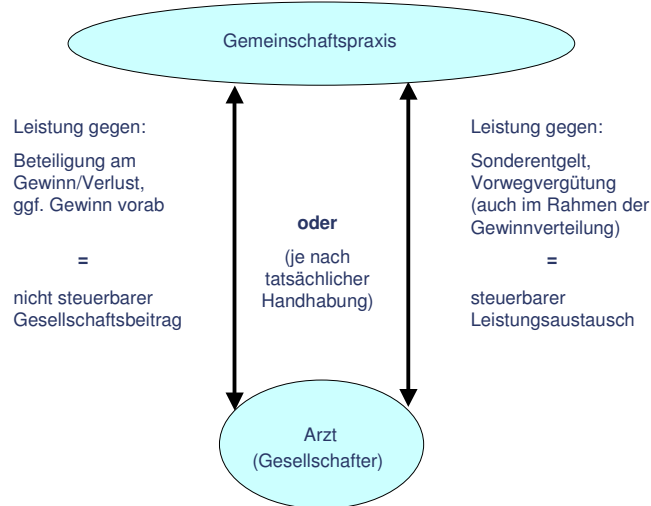 Gemeinschaftspraxis
Leistung gegen:
Beteiligung am
Gewinn/Verlust,
ggf. Gewinn vorab
=
nicht steuerbarer
Gesellschaftsbeitrag
oder
(je nach
tatsächlicher
Handhabung)
Leistung gegen:
Sonderentgelt,
Vorwegvergütung
(auch im Rahmen der
Gewinnverteilung)
=
steuerbarer
Leistungsaustausch
Arzt
(Gesellschafter)